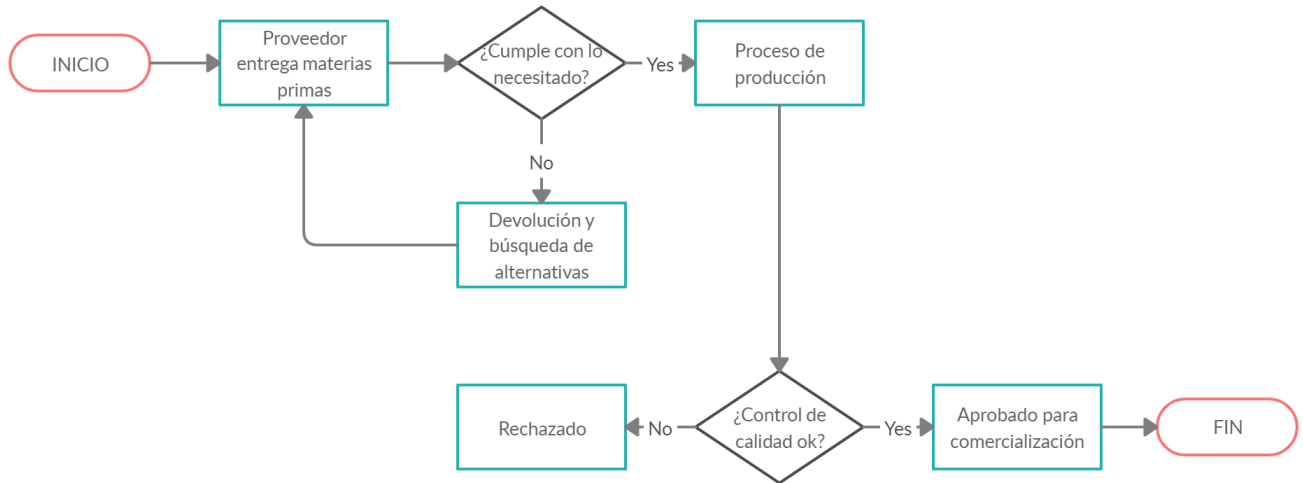 INICIO
Proveedor
entrega materias
primas
¿Cumple con lo
necesitado?
Yes
Proceso de
producción
No
Devolución y
búsqueda de
alternativas
Rechazado
No
¿Control de
calidad ok?
Yes
Aprobado para
comercialización
FIN